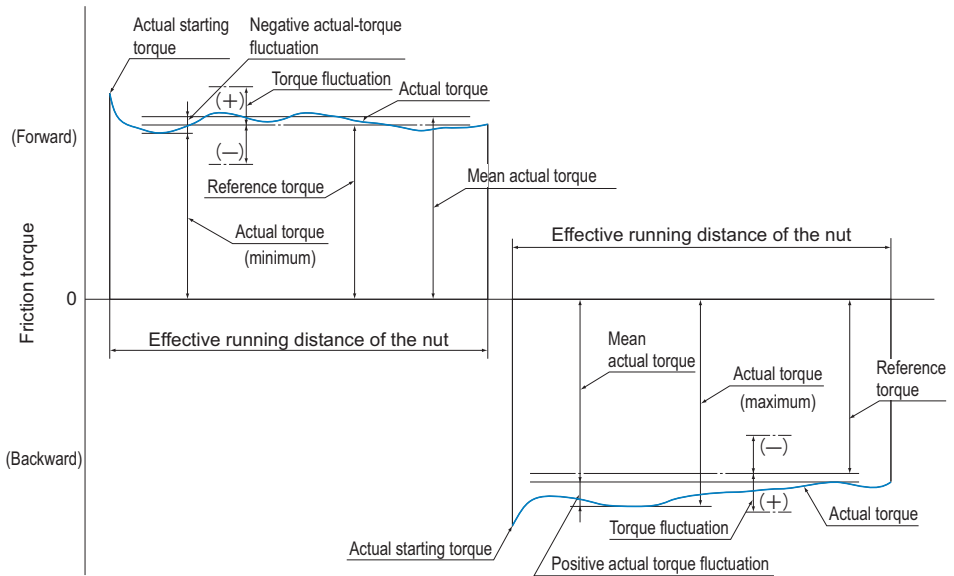 Actual starting
torque
Negative actual-torque
fluctuation
Torque fluctuation
(+)
Actual torque
(Forward)
(−)
Reference torque
Mean actual torque
Actual torque
(minimum)
Effective running distance of the nut
Friction torque
0
Effective running distance of the nut
Mean
actual torque
Actual torque
(maximum)
Reference
torque
(Backward)
(−)
(+)
Actual torque
Torque fluctuation
Actual starting torque
Positive actual torque fluctuation